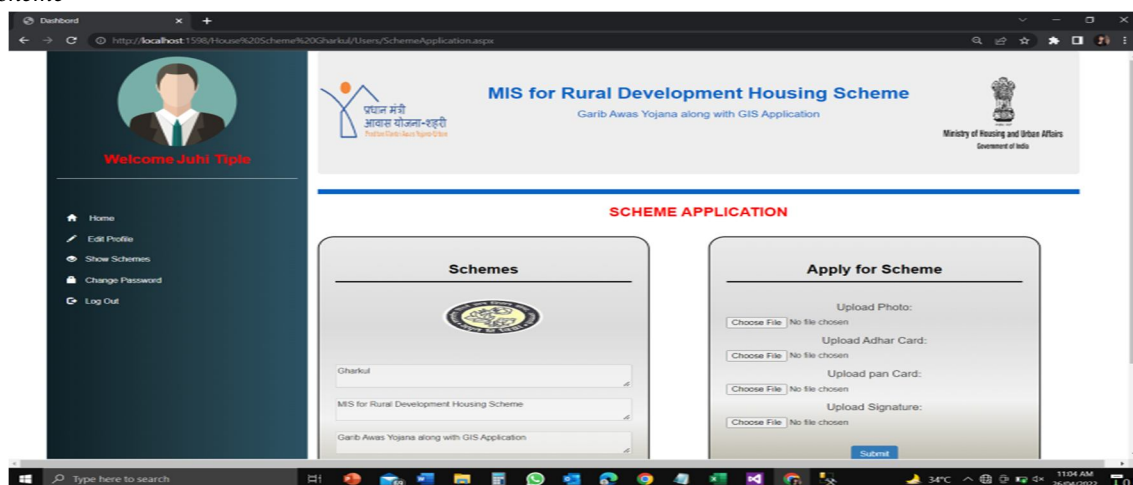 Dashbord
http://localhost:1598/House%20Scheme%20Gharkul/Users/SchemeApplication.aspx
Welcome Juhi Tiple
Home
Edit Profile
Show Schemes
Change Password
Log Out
प्रधान मंत्री
आवास योजना-शहरी
MIS for Rural Development Housing Scheme
Garib Awas Yojana along with GIS Application
Ministry of Housing and Urban Affairs
Government of India
SCHEME APPLICATION
Schemes
Gharkul
MIS for Rural Development Housing Scheme
Garib Awas Yojana along with GIS Application
Apply for Scheme
Upload Photo:
Choose File No file chosen
Upload Adhar Card:
Choose File No file chosen
Upload pan Card:
Choose File No file chosen
Upload Signature:
Choose File No file chosen
Submit
Type here to search
34°C
11:04 AM
26/04/2022